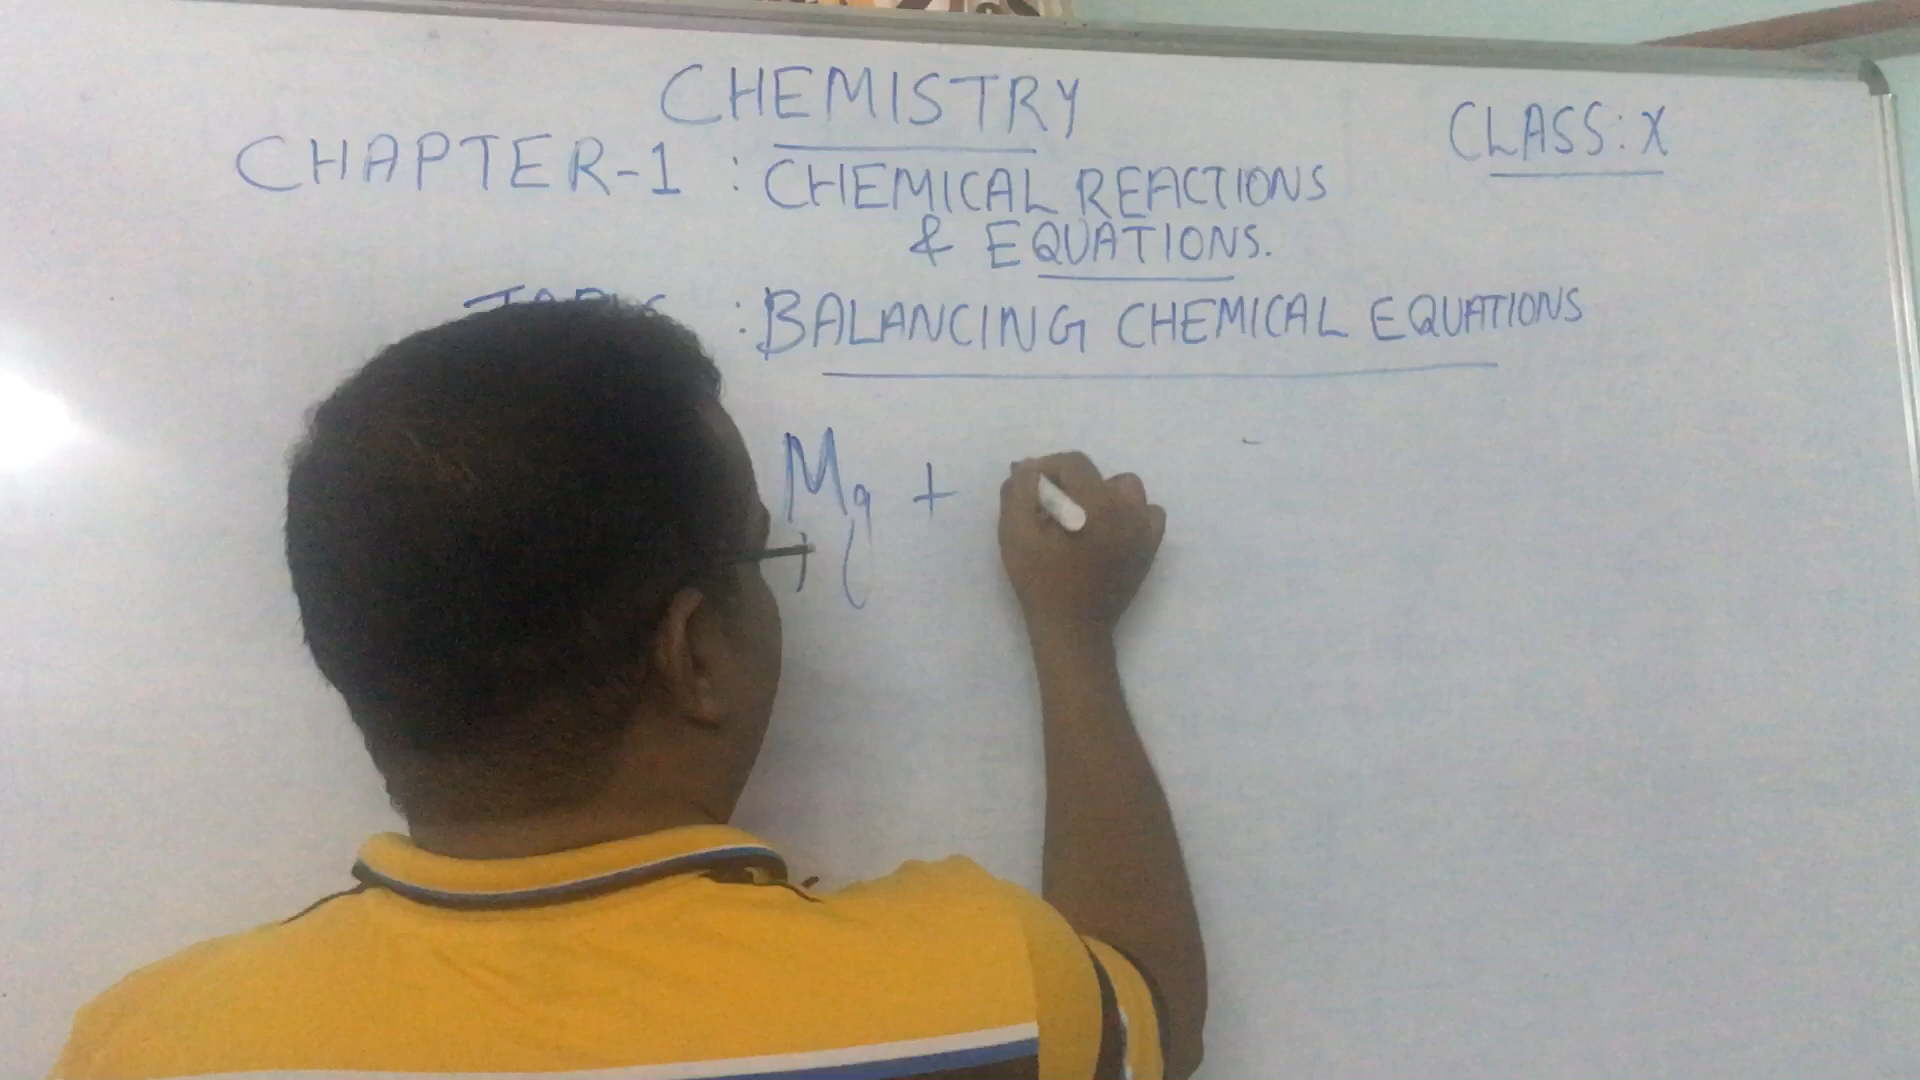 CHEMISTRY
CLASS: X
CHAPTER-1 : CHEMICAL REACTIONS
& EQUATIONS.
: BALANCING CHEMICAL EQUATIONS
Mg +